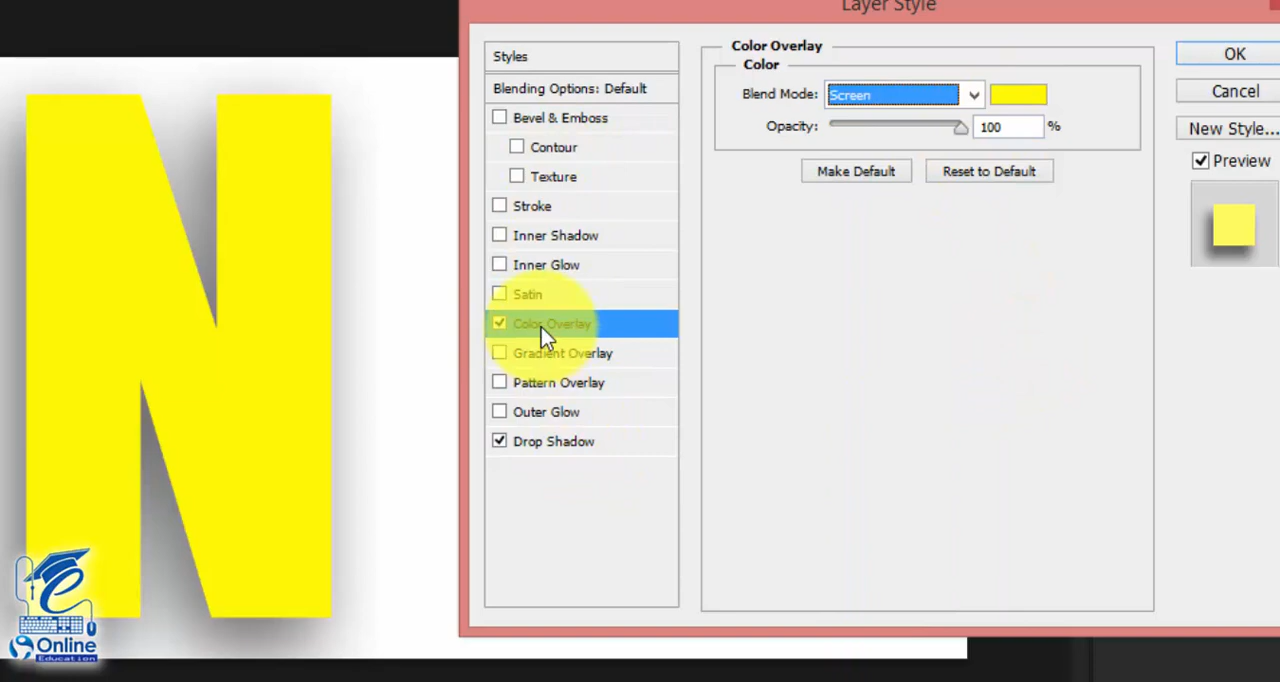 Layer Style
Styles
Blending Options: Default
Bevel & Emboss
Contour
Texture
Stroke
Inner Shadow
Inner Glow
Satin
Color Overlay
Gradient Overlay
Pattern Overlay
Outer Glow
Drop Shadow
Color Overlay
Color
Blend Mode: Screen
Opacity: 100 %
Make Default Reset to Default
OK
Cancel
New Style...
Preview
N
e
Online
Education